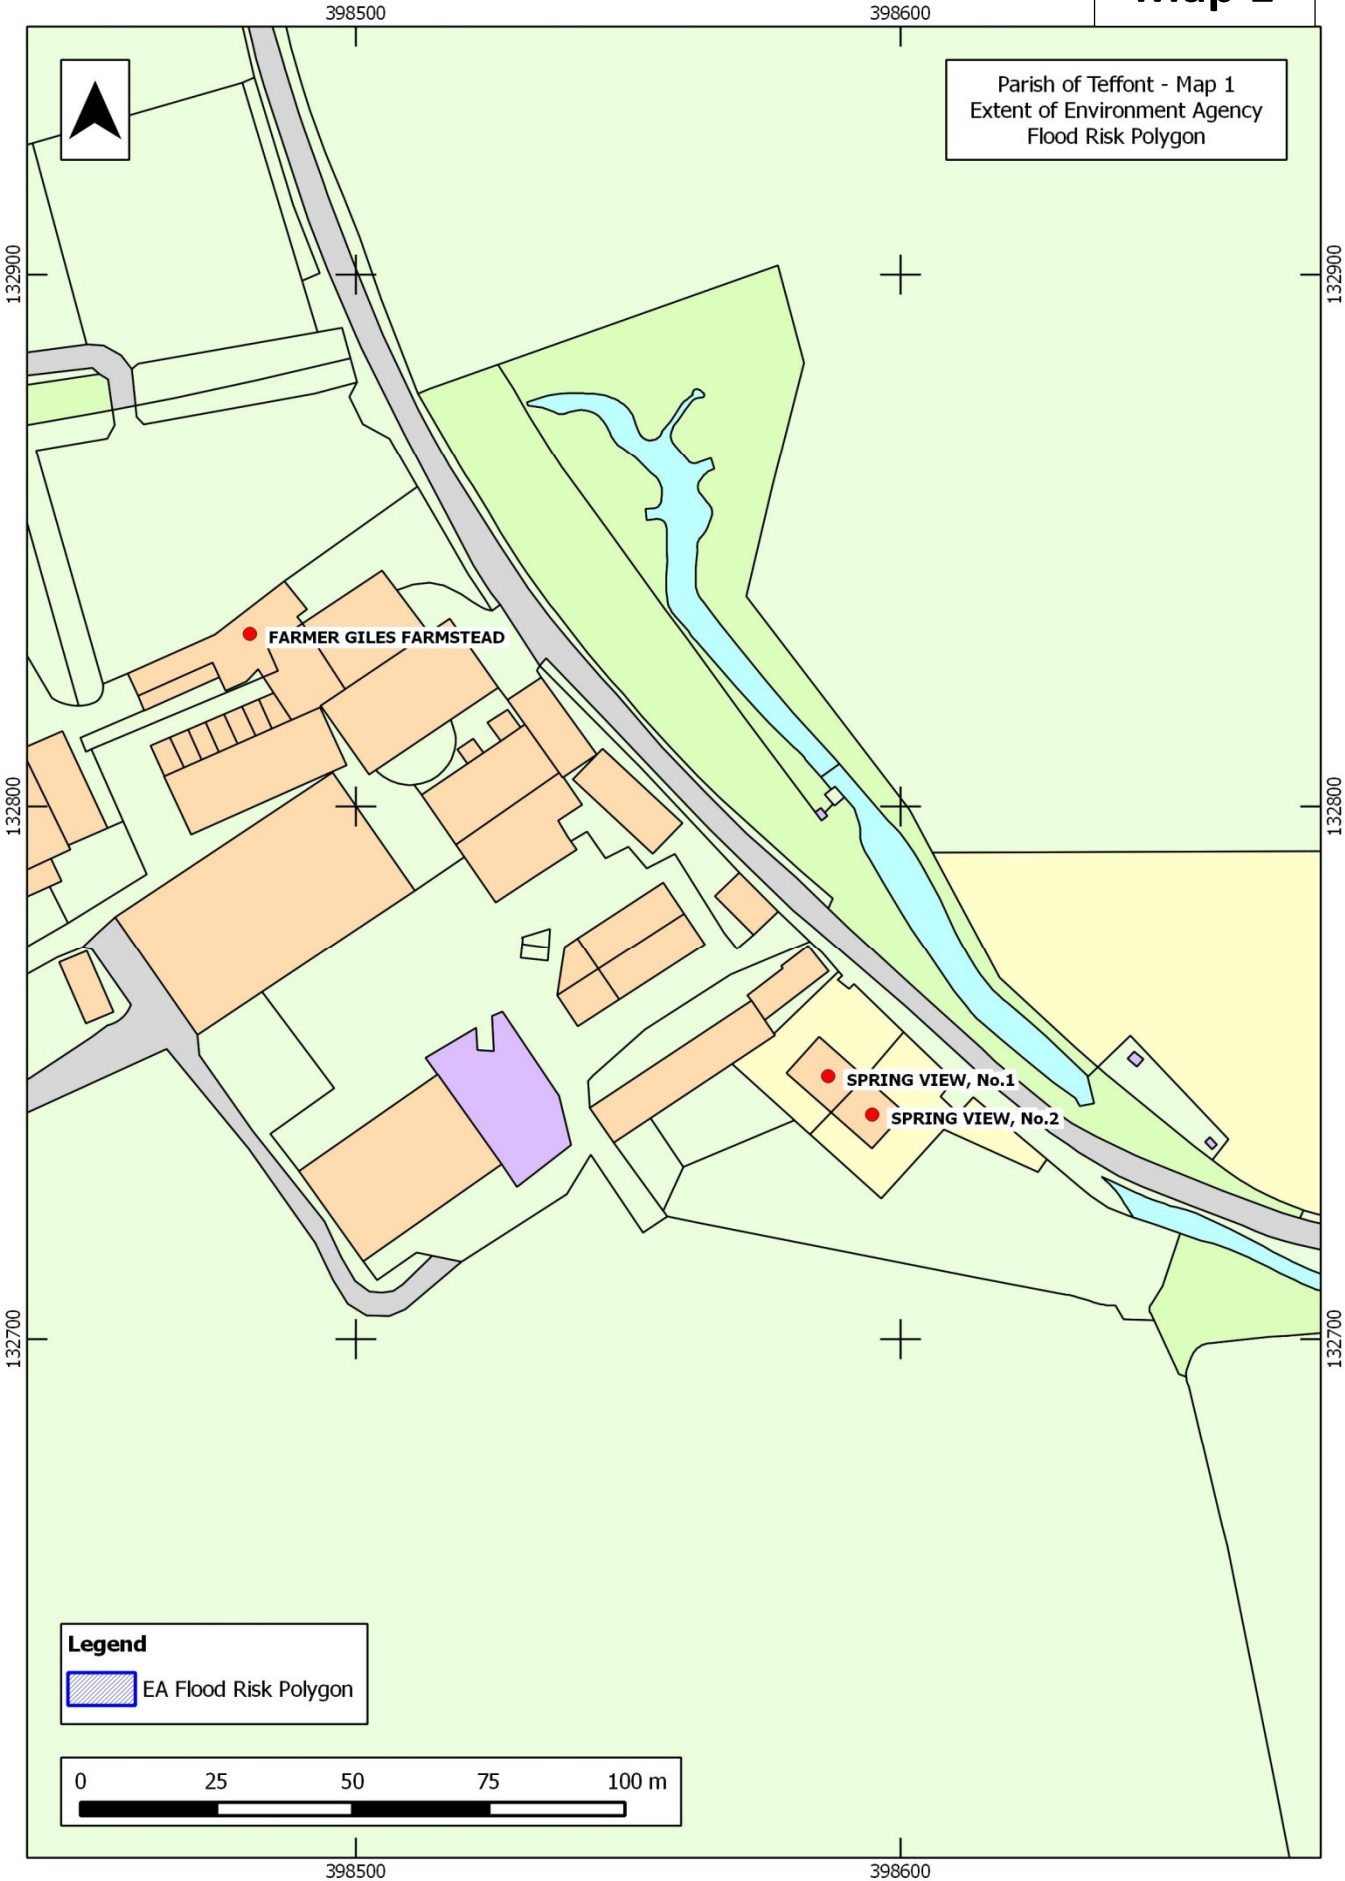 398500
398600
Parish of Teffont - Map 1
Extent of Environment Agency
Flood Risk Polygon
132900
132900
FARMER GILES FARMSTEAD
132800
132800
SPRING VIEW, No.1
SPRING VIEW, No.2
132700
132700
Legend
EA Flood Risk Polygon
0 25 50 75 100 m
398500
398600